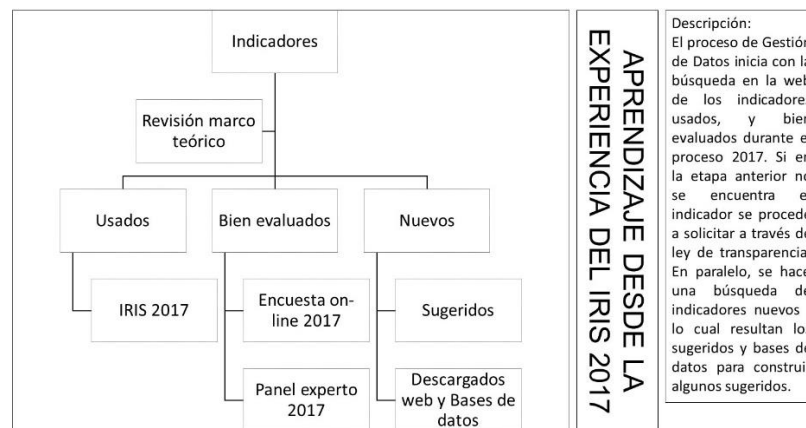 Indicadores
Revisión marco
teórico
Usados
Bien evaluados
Nuevos
IRIS 2017
Encuesta on-
line 2017
Sugeridos
Panel experto
2017
Descargados
web y Bases de
datos
APRENDIZAJE DESDE LA
EXPERIENCIA DEL IRIS 2017
Descripción:
El proceso de Gestión
de Datos inicia con la
búsqueda en la web
de los indicadores
usados, y bien
evaluados durante e
proceso 2017. Si en
la etapa anterior no
se encuentra e
indicador se procede
a solicitar a través de
ley de transparencia
En paralelo, se hace
una búsqueda de
indicadores nuevos
lo cual resultan los
sugeridos y bases de
datos para construi
algunos sugeridos.